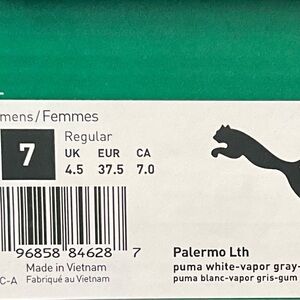 mens/Femmes
7
Regular
UK EUR CA
4.5 37.5 7.0
96858 84628 7
Made in Vietnam
C-A Fabriqué au Vietnam
Palermo Lth
puma white-vapor gray-
puma blanc-vapor gris-gum